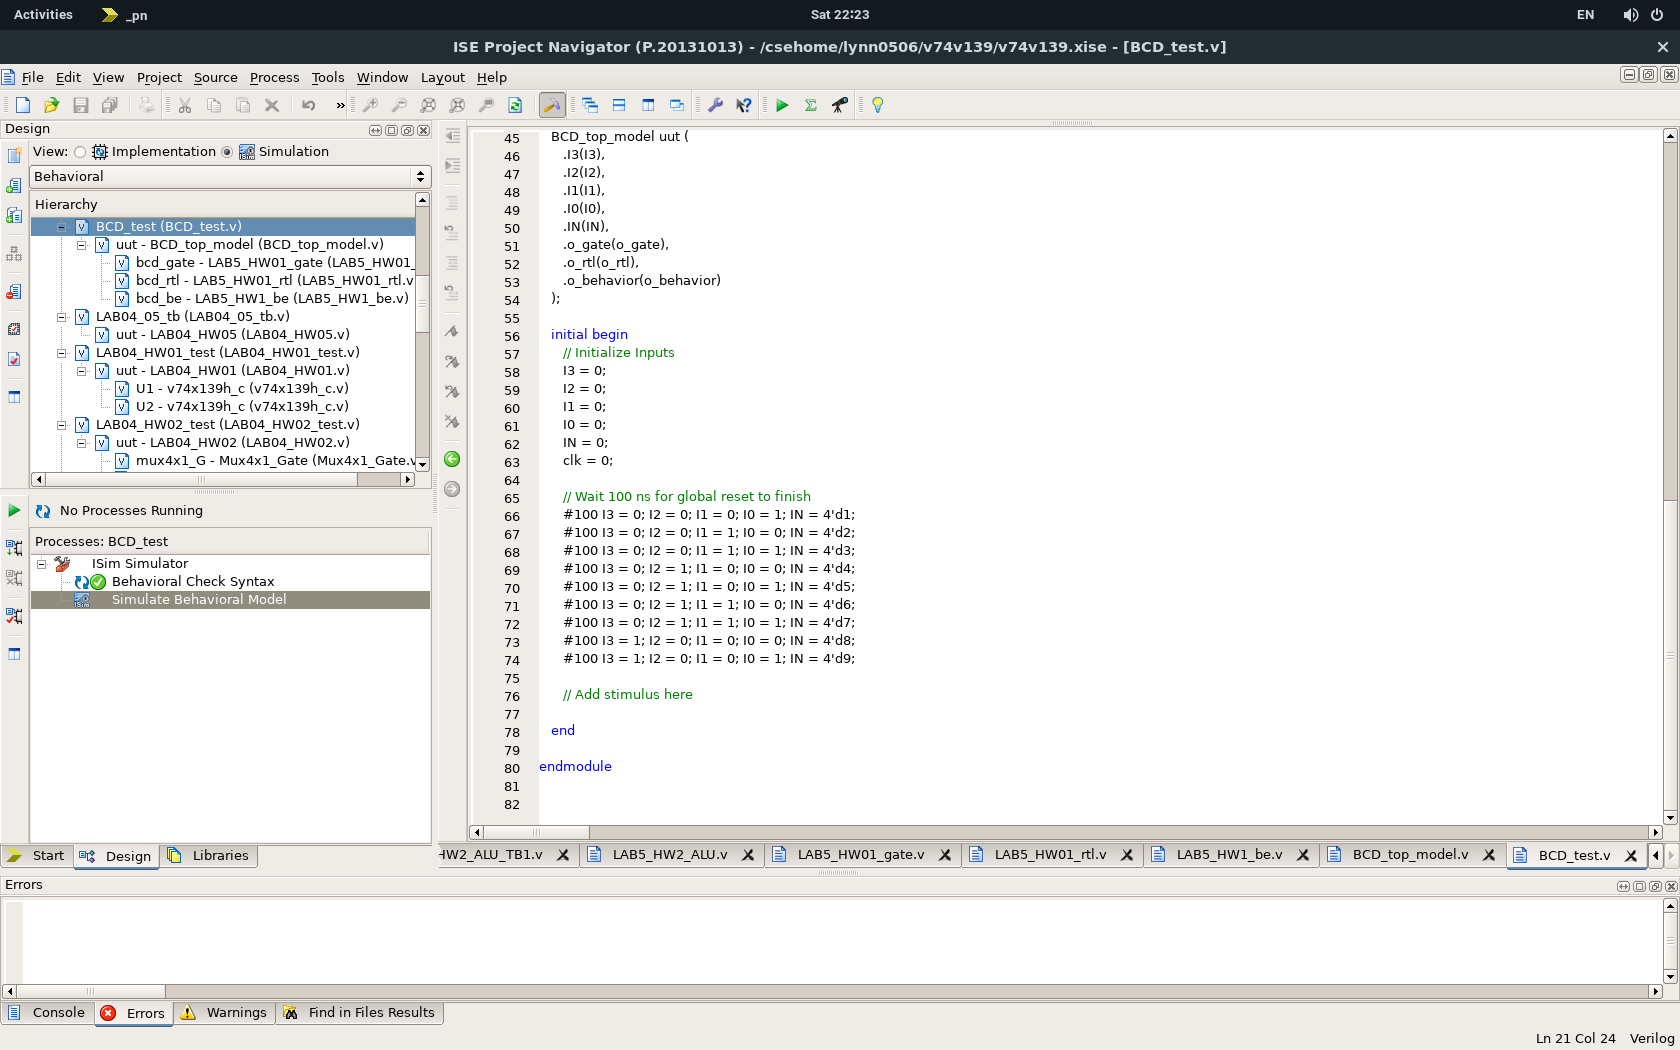 Activities
_pn
Sat 22:23
EN
ISE Project Navigator (P.20131013) - /csehome/lynn0506/v74v139/v74v139.xise - [BCD_test.v]
File Edit View Project Source Process Tools Window Layout Help
»
Design
View: Implementation Simulation
Behavioral
Hierarchy
BCD_test (BCD_test.v)
uut - BCD_top_model (BCD_top_model.v)
bcd_gate - LAB5_HW01_gate (LAB5_HW01_
bcd_rtl - LAB5_HW01_rtl (LAB5_HW01_rtl.v
bcd_be - LAB5_HW1_be (LAB5_HW1_be.v)
LAB04_05_tb (LAB04_05_tb.v)
uut - LAB04_HW05 (LAB04_HW05.v)
LAB04_HW01_test (LAB04_HW01_test.v)
uut - LAB04_HW01 (LAB04_HW01.v)
U1 - v74x139h_c (v74x139h_c.v)
U2 - v74x139h_c (v74x139h_c.v)
LAB04_HW02_test (LAB04_HW02_test.v)
uut - LAB04_HW02 (LAB04_HW02.v)
mux4x1_G - Mux4x1_Gate (Mux4x1_Gate.v
No Processes Running
Processes: BCD_test
ISim Simulator
Behavioral Check Syntax
Simulate Behavioral Model
Start
Design
Libraries
45 BCD_top_model uut (
46 .I3(I3),
47 .I2(I2),
48 .I1(I1),
49 .I0(I0),
50 .IN(IN),
51 .o_gate(o_gate),
52 .o_rtl(o_rtl),
53 .o_behavior(o_behavior)
54 );
55
56 initial begin
57 // Initialize Inputs
58 I3 = 0;
59 I2 = 0;
60 I1 = 0;
61 I0 = 0;
62 IN = 0;
63 clk = 0;
64
65 // Wait 100 ns for global reset to finish
66 #100 I3 = 0; I2 = 0; I1 = 0; I0 = 1; IN = 4'd1;
67 #100 I3 = 0; I2 = 0; I1 = 1; I0 = 0; IN = 4'd2;
68 #100 I3 = 0; I2 = 0; I1 = 1; I0 = 1; IN = 4'd3;
69 #100 I3 = 0; I2 = 1; I1 = 0; I0 = 0; IN = 4'd4;
70 #100 I3 = 0; I2 = 1; I1 = 0; I0 = 1; IN = 4'd5;
71 #100 I3 = 0; I2 = 1; I1 = 1; I0 = 0; IN = 4'd6;
72 #100 I3 = 0; I2 = 1; I1 = 1; I0 = 1; IN = 4'd7;
73 #100 I3 = 1; I2 = 0; I1 = 0; I0 = 0; IN = 4'd8;
74 #100 I3 = 1; I2 = 0; I1 = 0; I0 = 1; IN = 4'd9;
75
76 // Add stimulus here
77
78 end
79
80 endmodule
81
82
HW2_ALU_TB1.v
LAB5_HW2_ALU.v
LAB5_HW01_gate.v
LAB5_HW01_rtl.v
LAB5_HW1_be.v
BCD_top_model.v
BCD_test.v
Errors
Console
Errors
Warnings
Find in Files Results
Ln 21 Col 24 Verilog